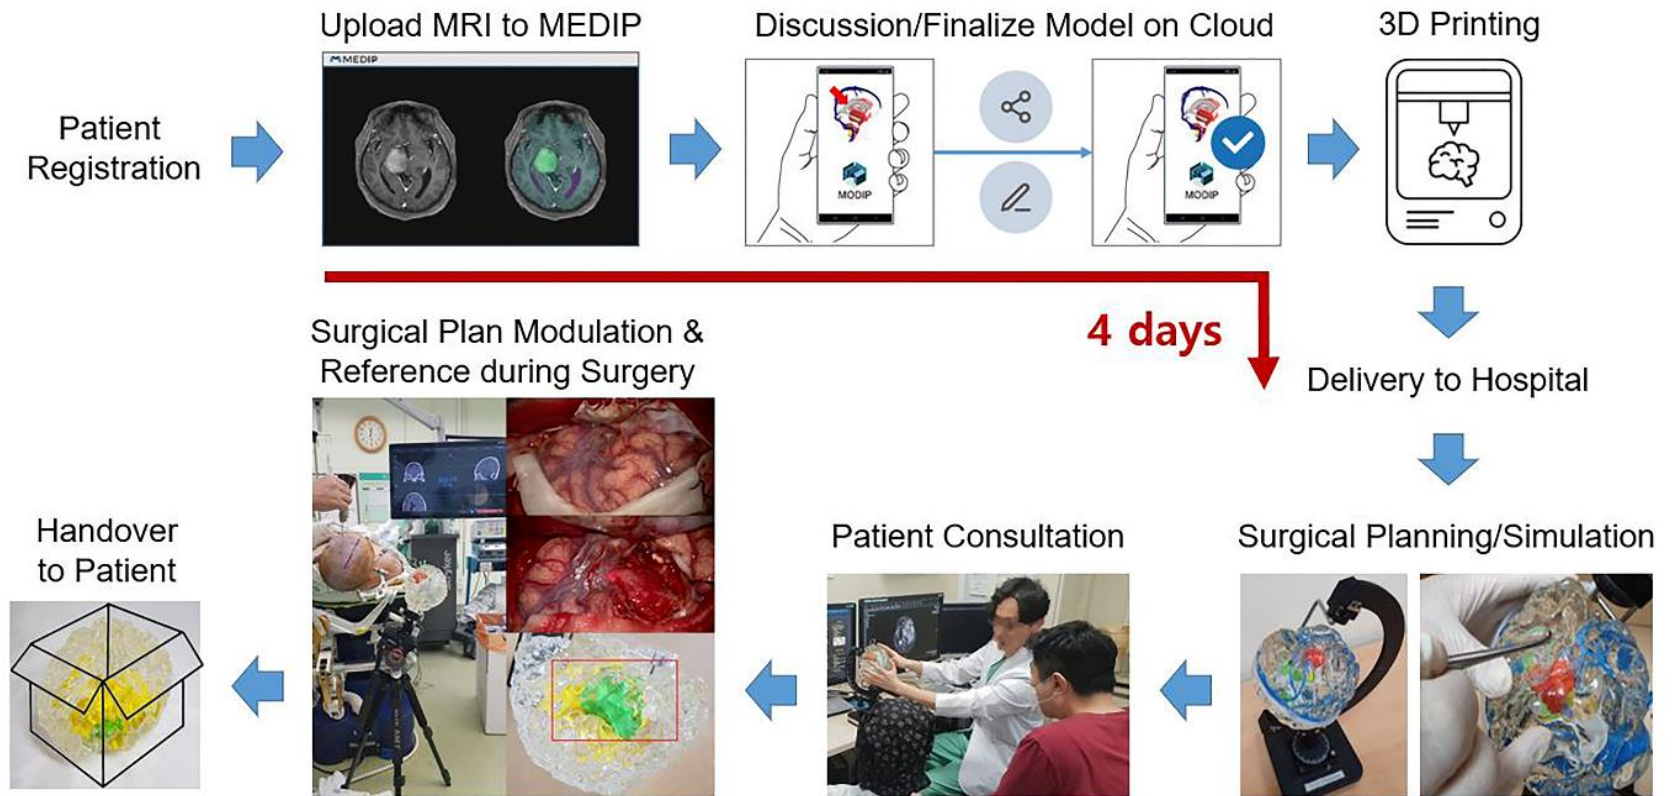 Upload MRI to MEDIP
Discussion/Finalize Model on Cloud
3D Printing
MEDIP
Patient
Registration
MODIP
MODIP
4 days
Delivery to Hospital
Surgical Plan Modulation &
Reference during Surgery
Handover
to Patient
Patient Consultation
Surgical Planning/Simulation